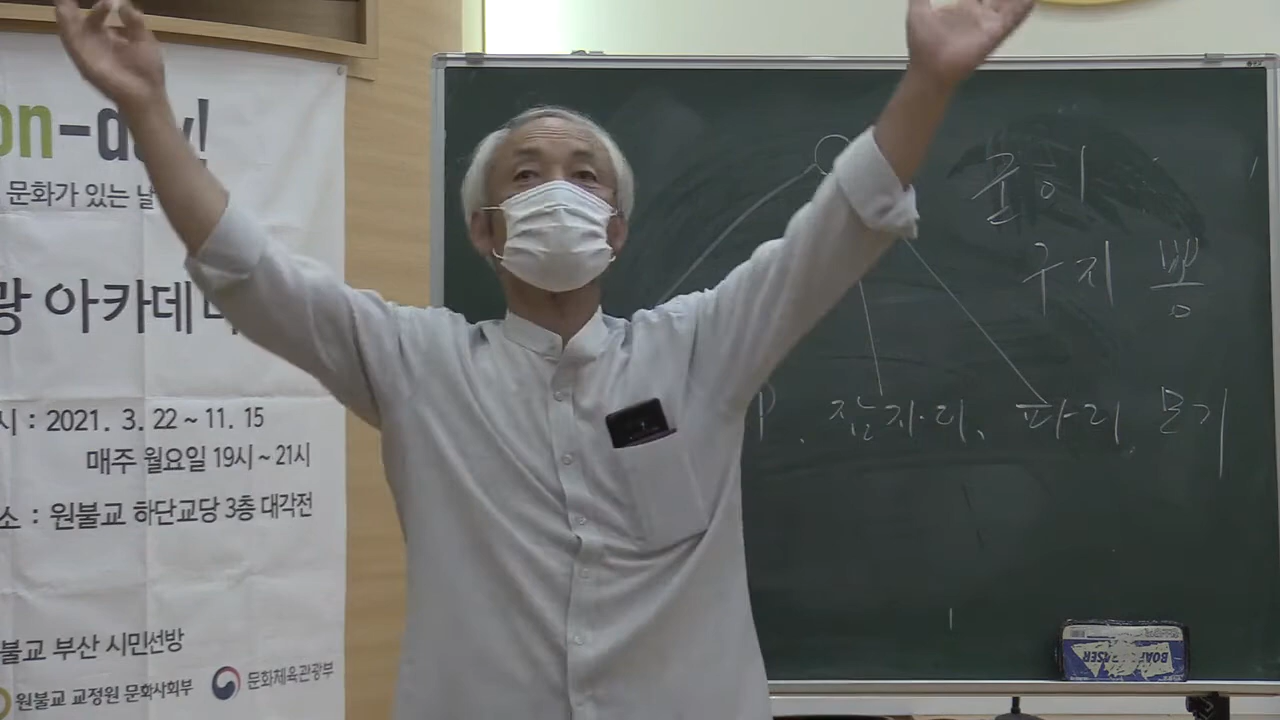 on-day!
문화가 있는 날
아카데
: 2021. 3. 22 ~ 11. 15
매주 월요일 19시 ~ 21시
소 : 원불교 하단교당 3층 대각전
불교 부산 시민선방
원불교 교정원 문화사회부
문화체육관광부
굳이
구지 뽕
P, 잠자리, 파리, 모기